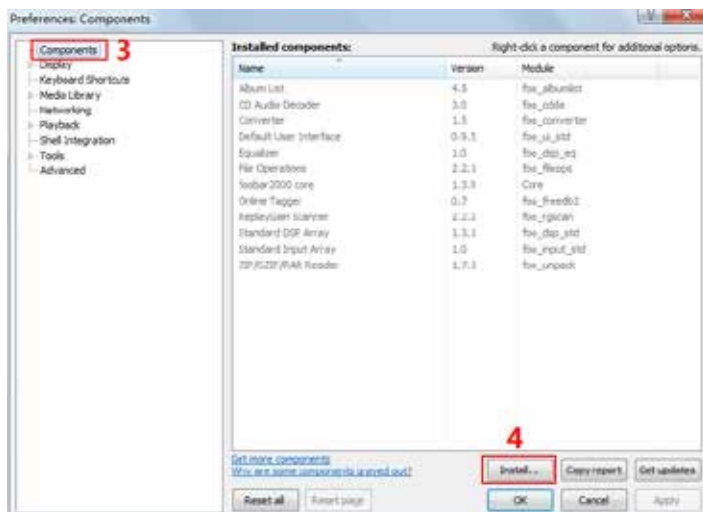 Preferences: Components
Components 3
Display
Keyboard Shortcuts
Media Library
Networking
Playback
Shell Integration
Tools
Advanced
Installed components: Right-click a component for additional options.
Name Version Module
Album List 4.5 foo_albumlist
CD Audio Decoder 3.0 foo_cdda
Converter 1.5 foo_converter
Default User Interface 0.9.5 foo_ui_std
Equalizer 1.0 foo_dsp_eq
File Operations 2.2.1 foo_fileops
foobar2000 core Core
Online Tagger 0.7 foo_freedb2
ReplayGain Scanner 2.2.1 foo_rgscan
Standard DSP Array 1.3.1 foo_dsp_std
Standard Input Array 1.0 foo_input_std
ZIP/GZIP/RAR Reader 1.7.1 foo_unpack
4
Get more components
Why are some components grayed out?
Install... Copy report Get updates
Reset all Reset page OK Cancel Apply